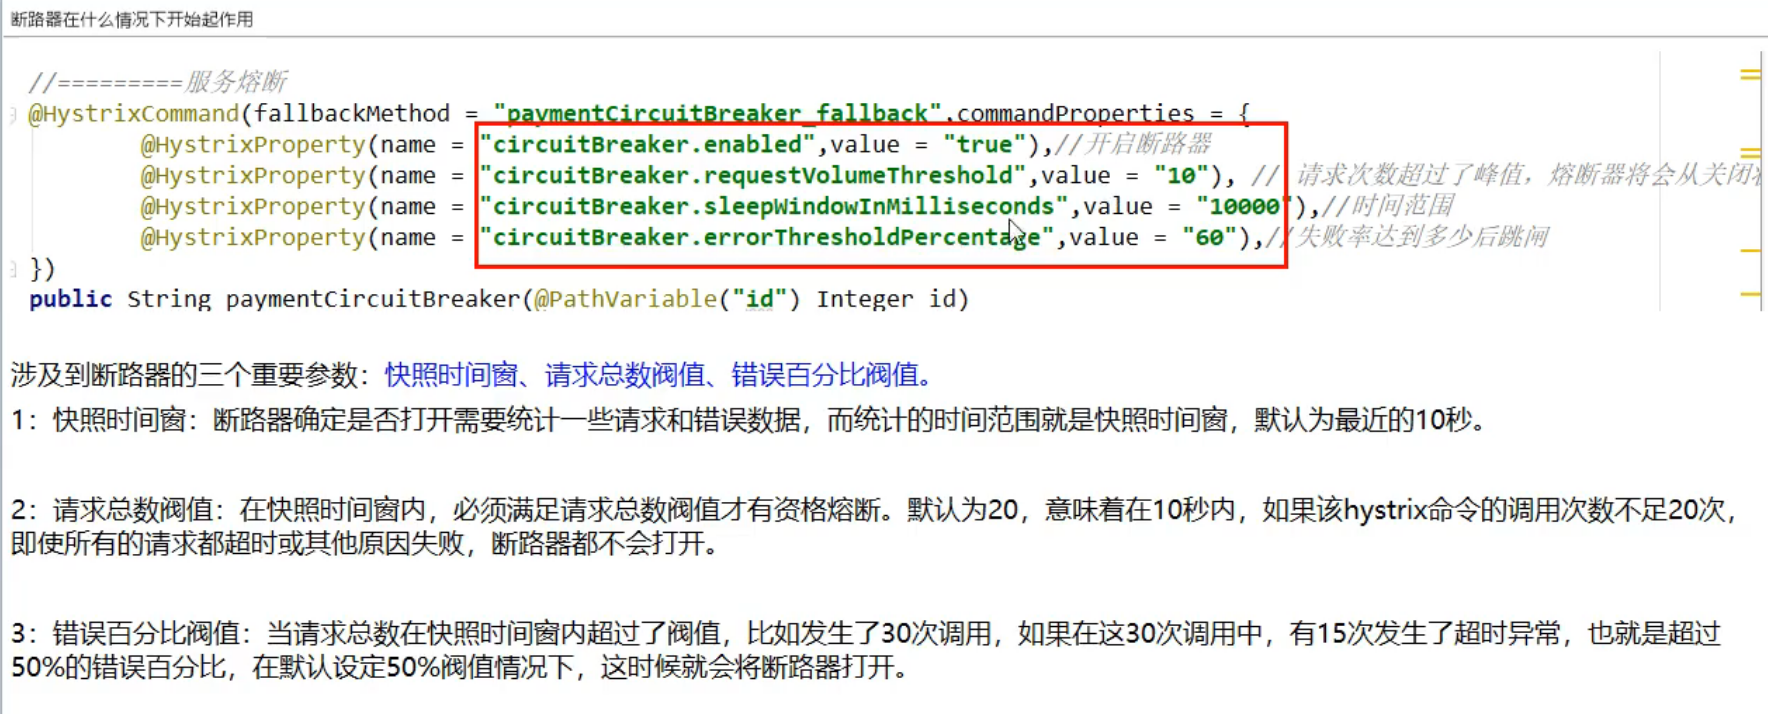 断路器在什么情况下开始起作用
//=========服务熔断
@HystrixCommand(fallbackMethod = "paymentCircuitBreaker_fallback",commandProperties = {
@HystrixProperty(name = "circuitBreaker.enabled",value = "true"),//开启断路器
@HystrixProperty(name = "circuitBreaker.requestVolumeThreshold",value = "10"), // 请求次数超过了峰值，熔断器将会从关闭
@HystrixProperty(name = "circuitBreaker.sleepWindowInMilliseconds",value = "10000"),//时间范围
@HystrixProperty(name = "circuitBreaker.errorThresholdPercentage",value = "60"),//失败率达到多少后跳闸
})
public String paymentCircuitBreaker(@PathVariable("id") Integer id)
涉及到断路器的三个重要参数：快照时间窗、请求总数阀值、错误百分比阀值。
1：快照时间窗：断路器确定是否打开需要统计一些请求和错误数据，而统计的时间范围就是快照时间窗，默认为最近的10秒。
2：请求总数阀值：在快照时间窗内，必须满足请求总数阀值才有资格熔断。默认为20，意味着在10秒内，如果该hystrix命令的调用次数不足20次，
即使所有的请求都超时或其他原因失败，断路器都不会打开。
3：错误百分比阀值：当请求总数在快照时间窗内超过了阀值，比如发生了30次调用，如果在这30次调用中，有15次发生了超时异常，也就是超过
50%的错误百分比，在默认设定50%阀值情况下，这时候就会将断路器打开。